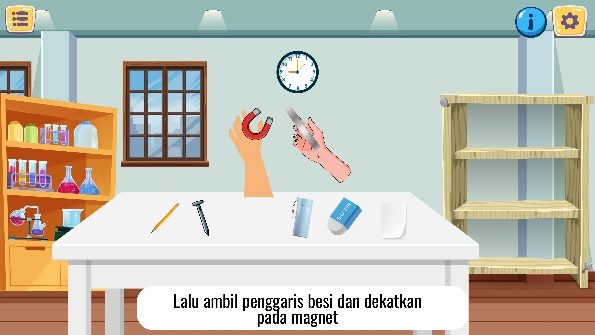 Lalu ambil penggaris besi dan dekatkan
pada magnet